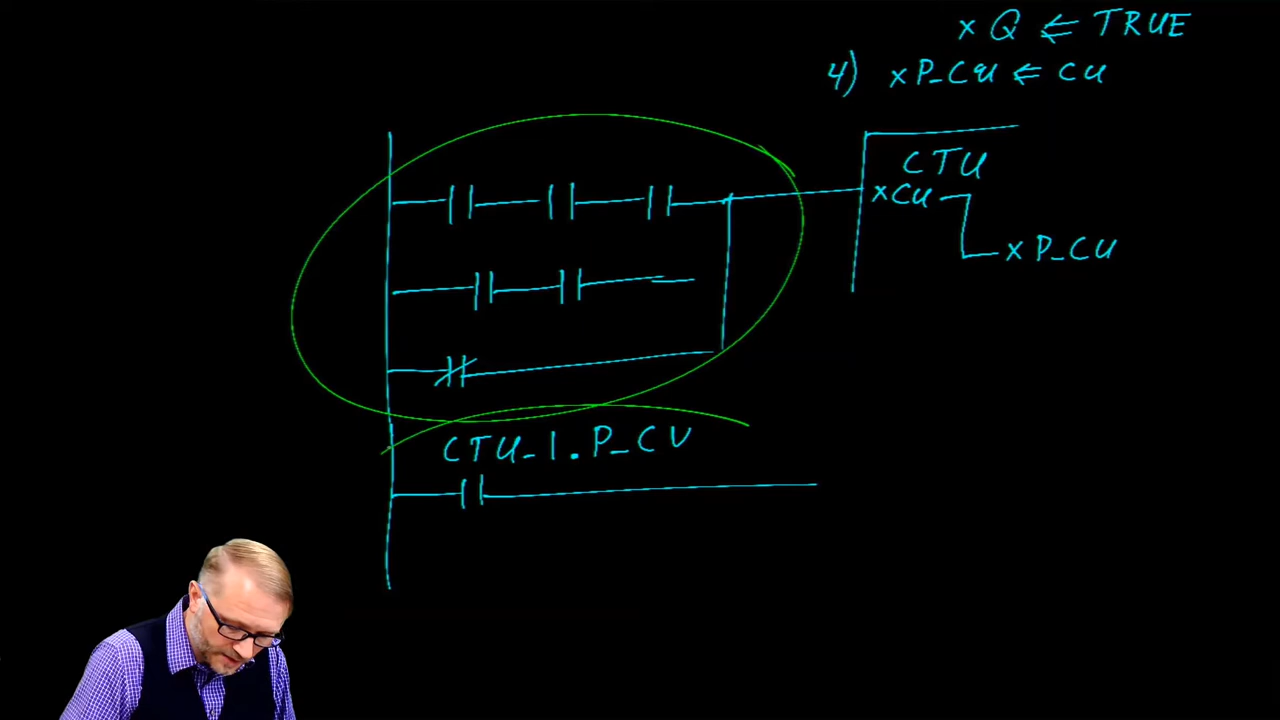 x Q ⇐ TRUE
4) xP_CU ⇐ CU
CTU
xCU
xP_CU
CTU_1.P_CU